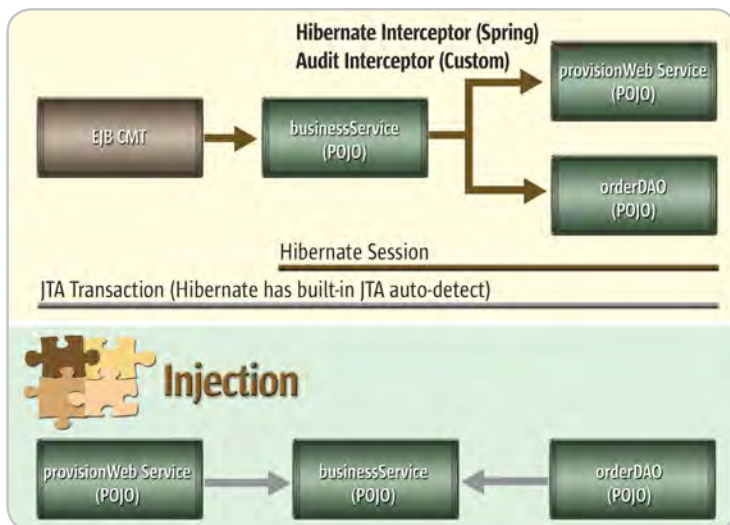 Hibernate Interceptor (Spring)
Audit Interceptor (Custom)
EJB CMT
businessService
(POJO)
provisionWeb Service
(POJO)
orderDAO
(POJO)
Hibernate Session
JTA Transaction (Hibernate has built-in JTA auto-detect)
Injection
provisionWeb Service
(POJO)
businessService
(POJO)
orderDAO
(POJO)